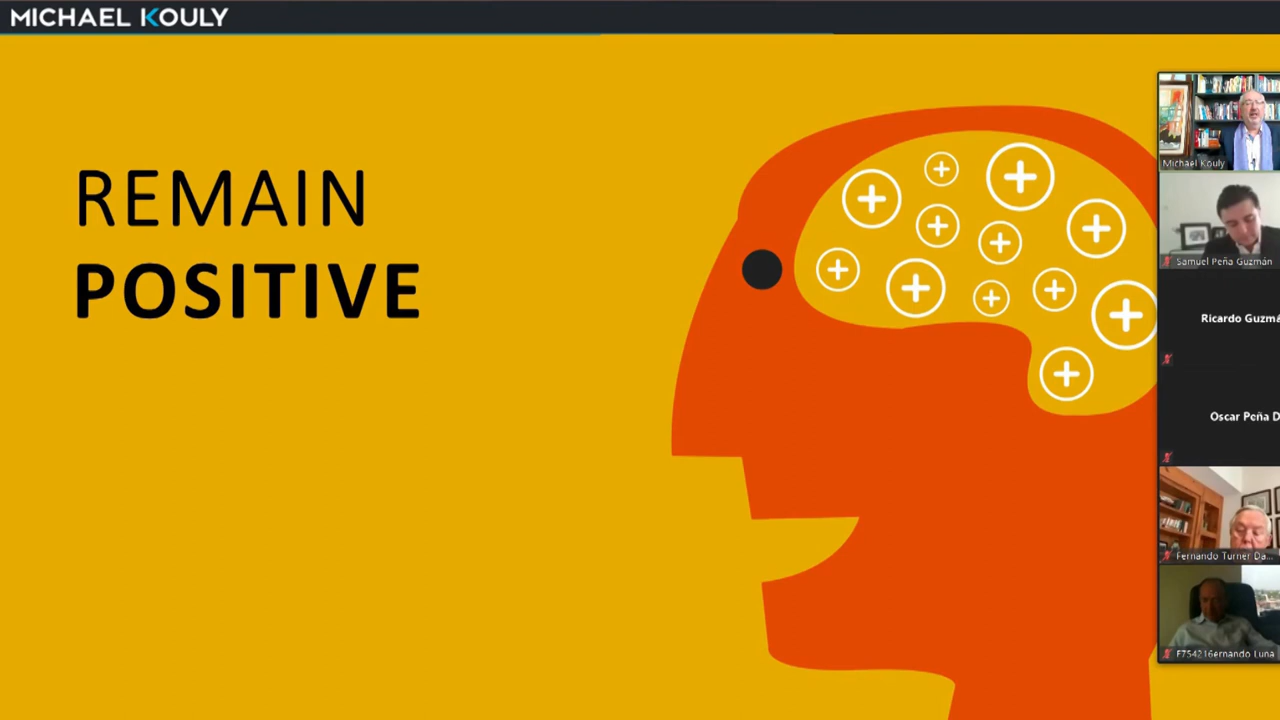 MICHAEL KOULY
REMAIN
POSITIVE
Michael Kouly
Samuel Peña Guzmán
Ricardo Guzmá
Oscar Peña D
Fernando Turner Da...
F754216ernando Luna